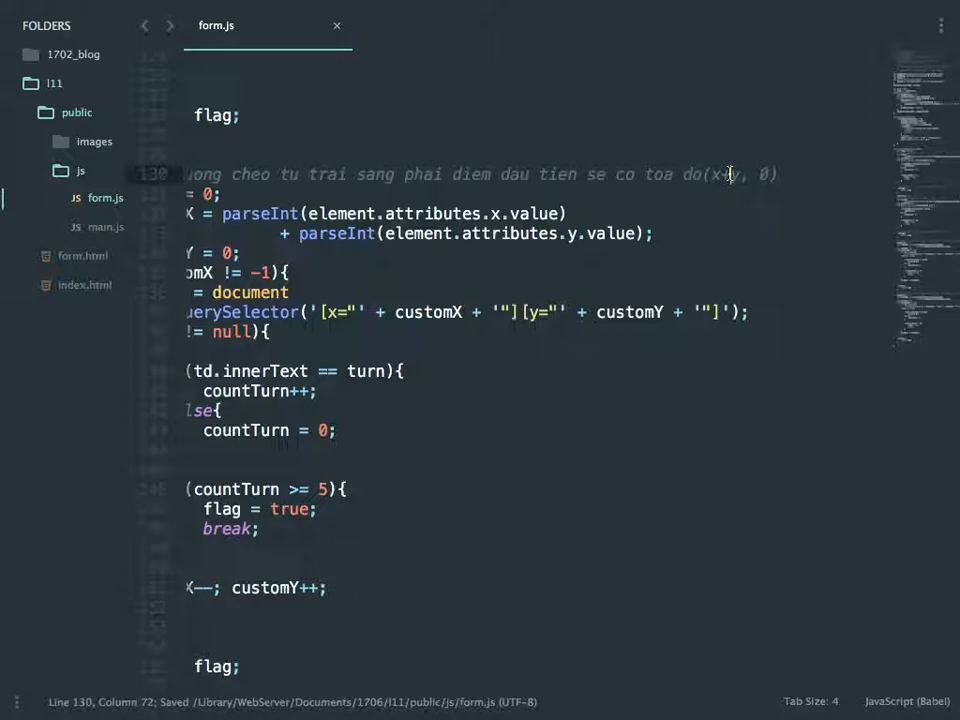 FOLDERS
form.js
×
1702_blog
l11
public
images
js
form.js
main.js
form.html
index.html
flag;
130
uong cheo tu trai sang phai diem dau tien se co toa do(x+y, 0)
= 0;
X = parseInt(element.attributes.x.value)
+ parseInt(element.attributes.y.value);
Y = 0;
omX != -1){
= document
uerySelector('[x="' + customX + '"][y="' + customY + '"]');
!= null){
(td.innerText == turn){
countTurn++;
lse{
countTurn = 0;
(countTurn >= 5){
flag = true;
break;
X--; customY++;
flag;
Line 130, Column 72; Saved /Library/WebServer/Documents/1706/l11/public/js/form.js (UTF-8)
Tab Size: 4
JavaScript (Babel)